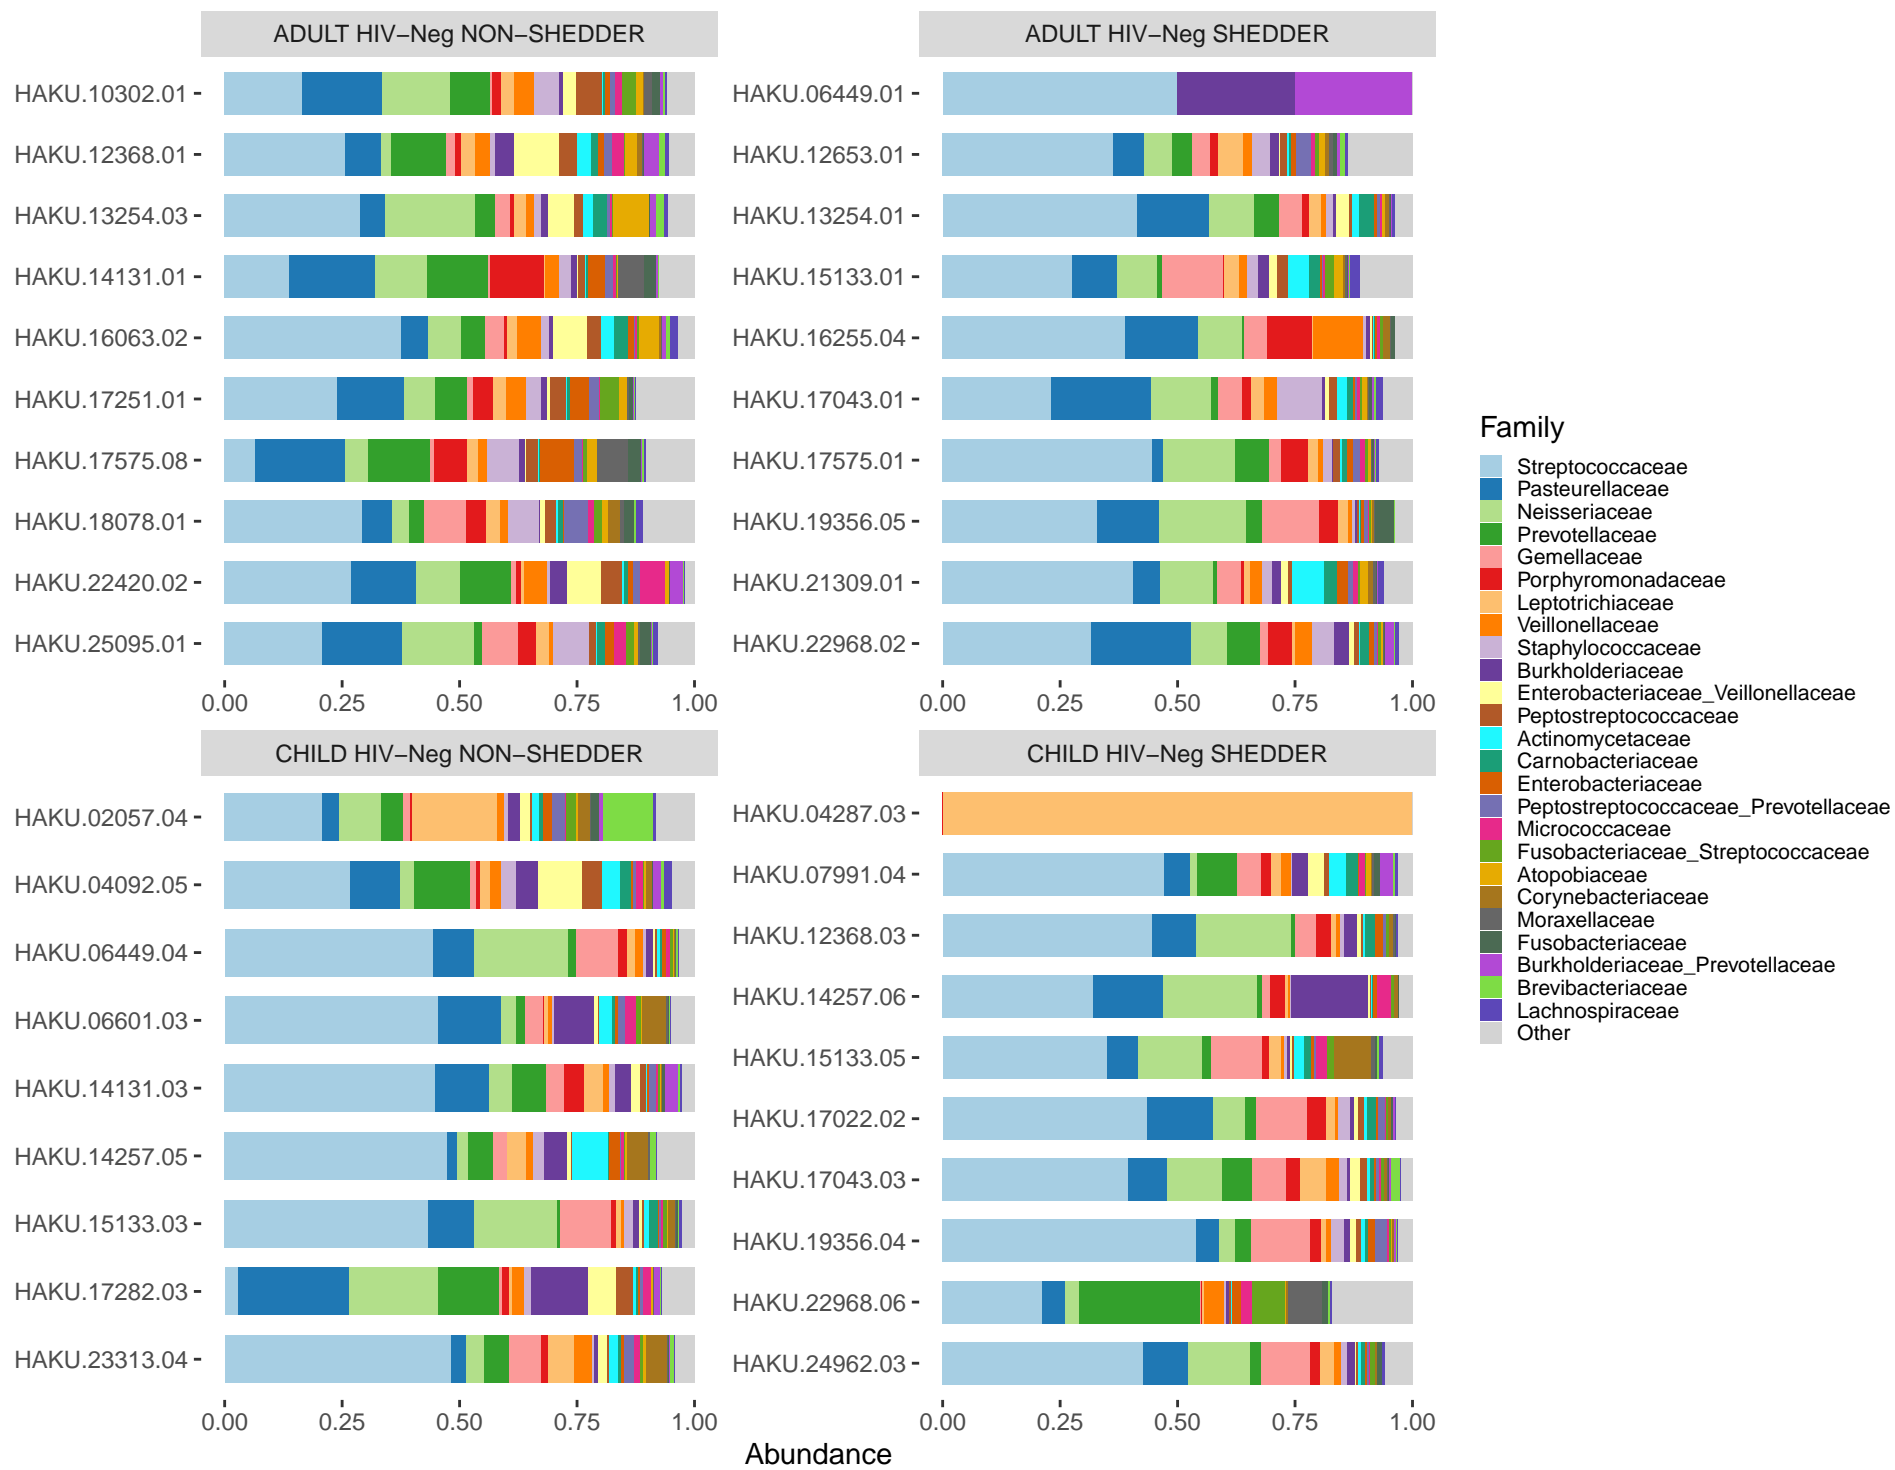 ADULT HIV−Neg NON−SHEDDER
HAKU.10302.01
HAKU.12368.01
HAKU.13254.03
HAKU.14131.01
HAKU.16063.02
HAKU.17251.01
HAKU.17575.08
HAKU.18078.01
HAKU.22420.02
HAKU.25095.01
0.00 0.25 0.50 0.75 1.00
ADULT HIV−Neg SHEDDER
HAKU.06449.01
HAKU.12653.01
HAKU.13254.01
HAKU.15133.01
HAKU.16255.04
HAKU.17043.01
HAKU.17575.01
HAKU.19356.05
HAKU.21309.01
HAKU.22968.02
0.00 0.25 0.50 0.75 1.00
CHILD HIV−Neg NON−SHEDDER
HAKU.02057.04
HAKU.04092.05
HAKU.06449.04
HAKU.06601.03
HAKU.14131.03
HAKU.14257.05
HAKU.15133.03
HAKU.17282.03
HAKU.23313.04
0.00 0.25 0.50 0.75 1.00
CHILD HIV−Neg SHEDDER
HAKU.04287.03
HAKU.07991.04
HAKU.12368.03
HAKU.14257.06
HAKU.15133.05
HAKU.17022.02
HAKU.17043.03
HAKU.19356.04
HAKU.22968.06
HAKU.24962.03
0.00 0.25 0.50 0.75 1.00
Abundance
Family
Streptococcaceae
Pasteurellaceae
Neisseriaceae
Prevotellaceae
Gemellaceae
Porphyromonadaceae
Leptotrichiaceae
Veillonellaceae
Staphylococcaceae
Burkholderiaceae
Enterobacteriaceae_Veillonellaceae
Peptostreptococcaceae
Actinomycetaceae
Carnobacteriaceae
Enterobacteriaceae
Peptostreptococcaceae_Prevotellaceae
Micrococcaceae
Fusobacteriaceae_Streptococcaceae
Atopobiaceae
Corynebacteriaceae
Moraxellaceae
Fusobacteriaceae
Burkholderiaceae_Prevotellaceae
Brevibacteriaceae
Lachnospiraceae
Other